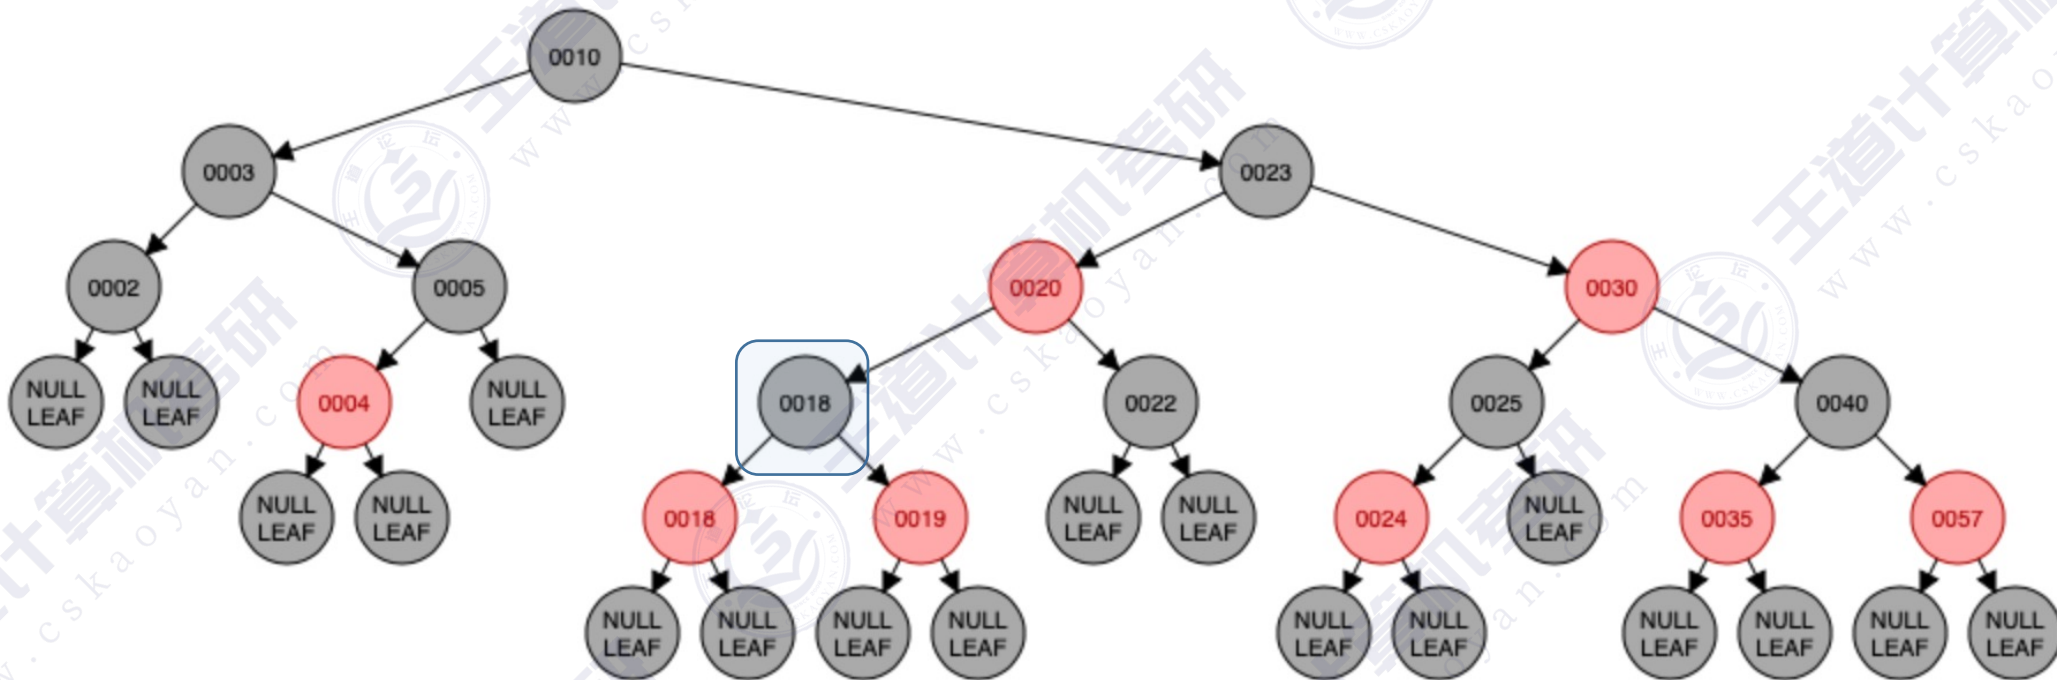 0010
0003
0023
0002
0005
0020
0030
NULL
LEAF
NULL
LEAF
0004
NULL
LEAF
0018
0022
0025
0040
NULL
LEAF
NULL
LEAF
0018
0019
NULL
LEAF
NULL
LEAF
0024
NULL
LEAF
0035
0057
NULL
LEAF
NULL
LEAF
NULL
LEAF
NULL
LEAF
NULL
LEAF
NULL
LEAF
NULL
LEAF
NULL
LEAF
NULL
LEAF
NULL
LEAF
王道计算机考研
www.cskaoyan.com